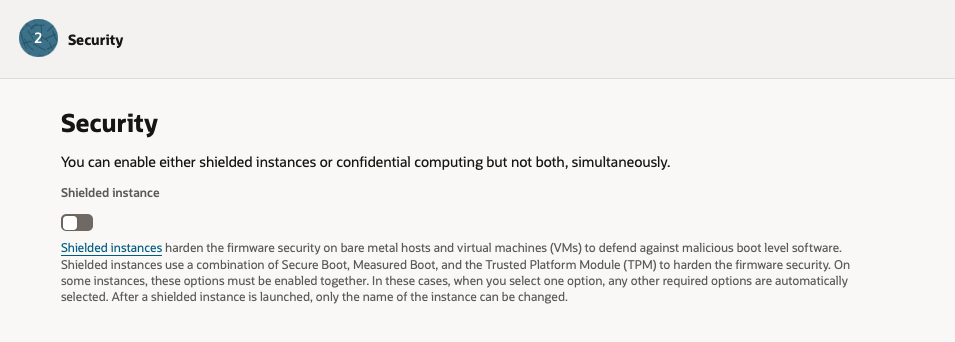 2
Security
Security
You can enable either shielded instances or confidential computing but not both, simultaneously.
Shielded instance
Shielded instances harden the firmware security on bare metal hosts and virtual machines (VMs) to defend against malicious boot level software.
Shielded instances use a combination of Secure Boot, Measured Boot, and the Trusted Platform Module (TPM) to harden the firmware security. On
some instances, these options must be enabled together. In these cases, when you select one option, any other required options are automatically
selected. After a shielded instance is launched, only the name of the instance can be changed.